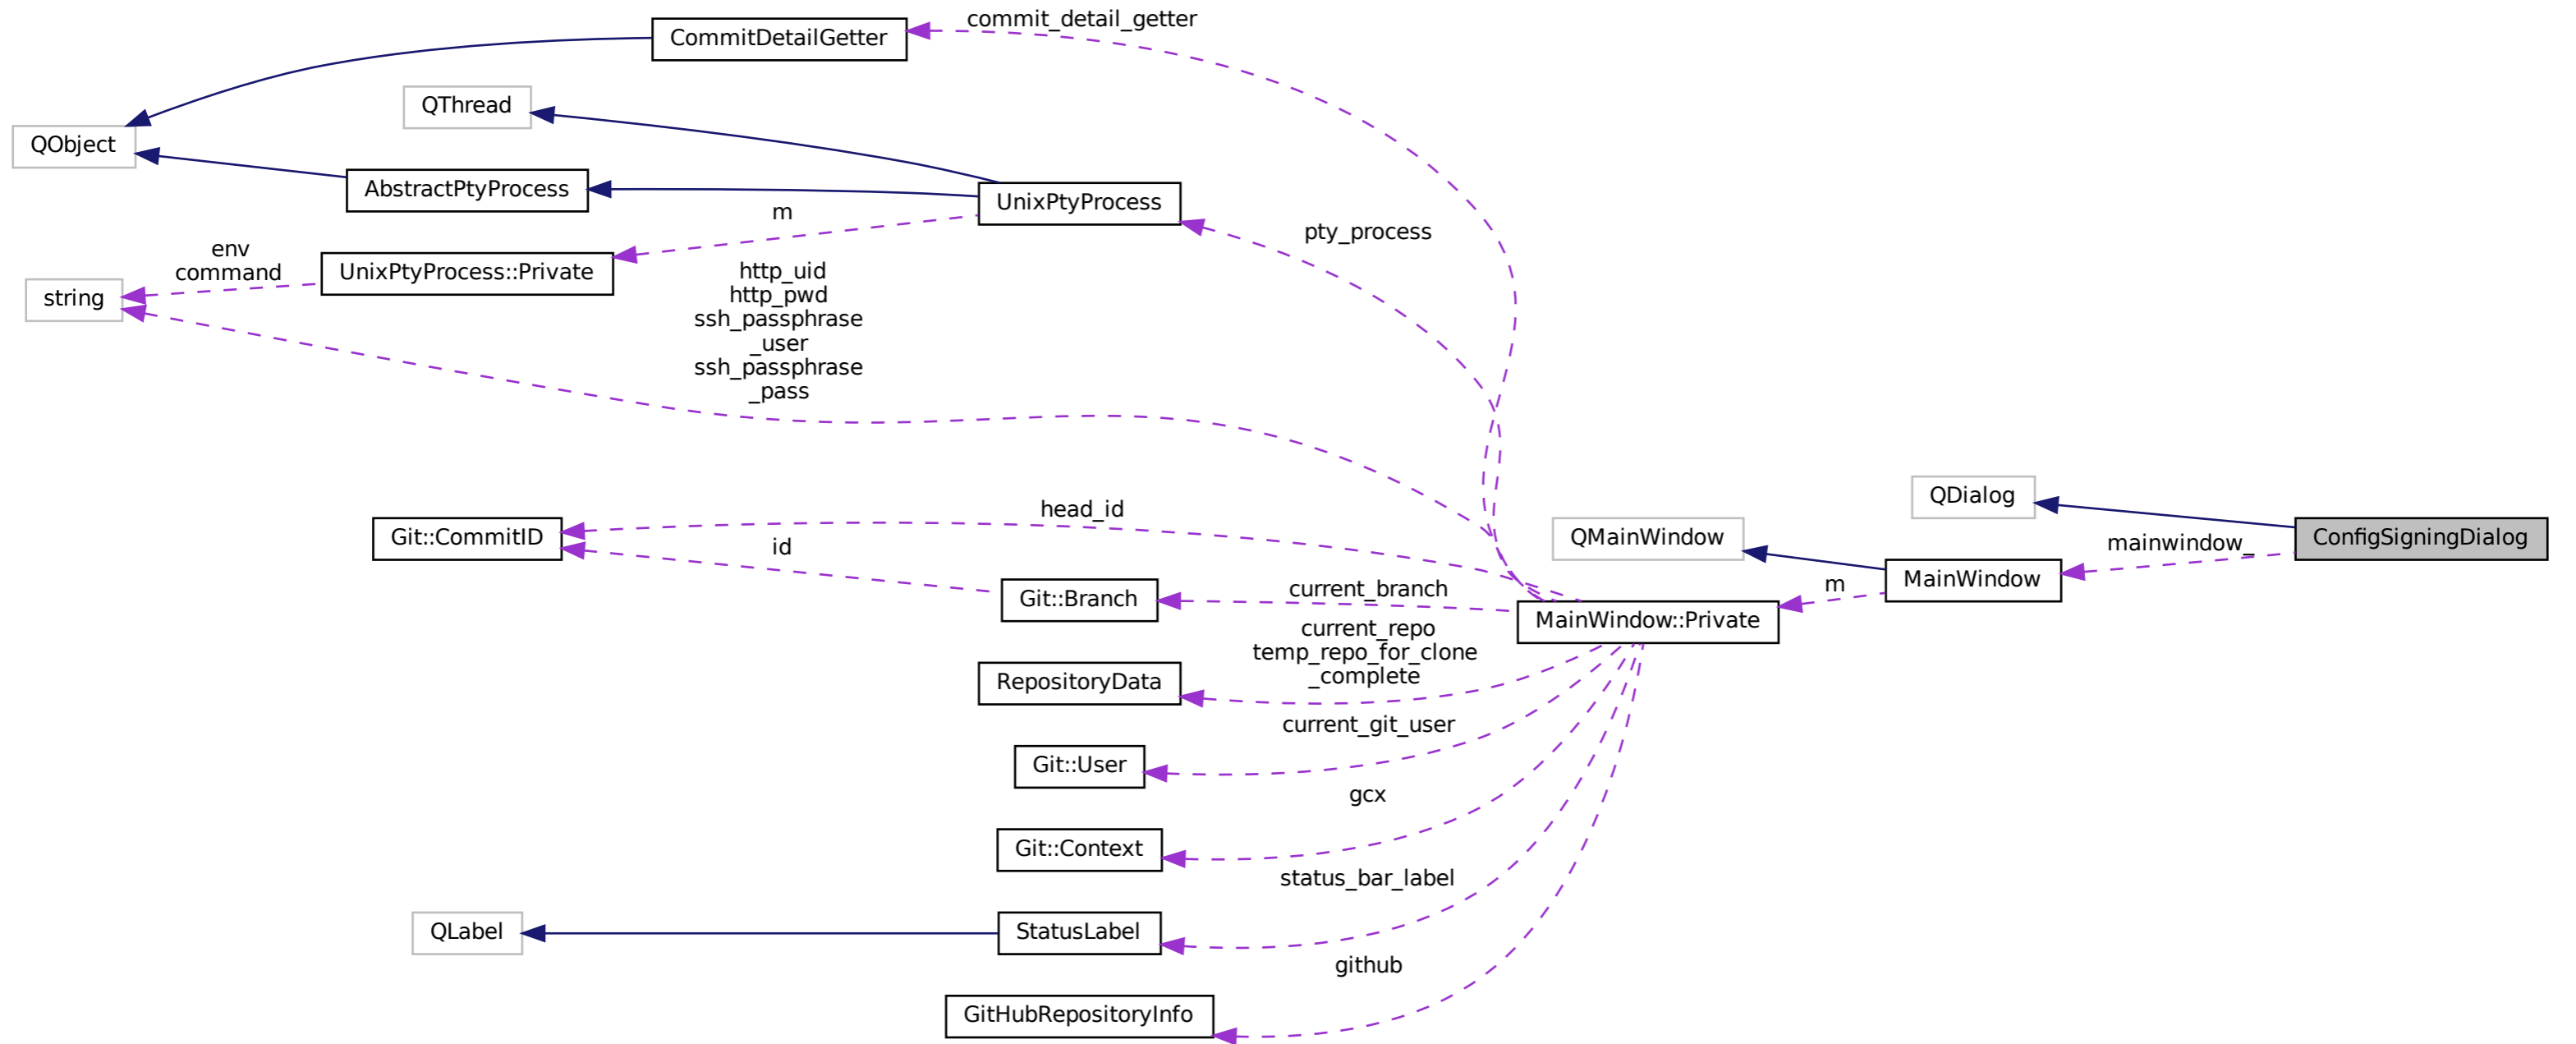 commit_detail_getter
CommitDetailGetter
QThread
QObject
AbstractPtyProcess
UnixPtyProcess
m
pty_process
env
command
UnixPtyProcess::Private
string
http_uid
http_pwd
ssh_passphrase
_user
ssh_passphrase
_pass
QDialog
head_id
Git::CommitID
id
QMainWindow
ConfigSigningDialog
mainwindow_
MainWindow
m
current_branch
Git::Branch
MainWindow::Private
current_repo
temp_repo_for_clone
_complete
RepositoryData
current_git_user
Git::User
gcx
Git::Context
status_bar_label
QLabel
StatusLabel
github
GitHubRepositoryInfo